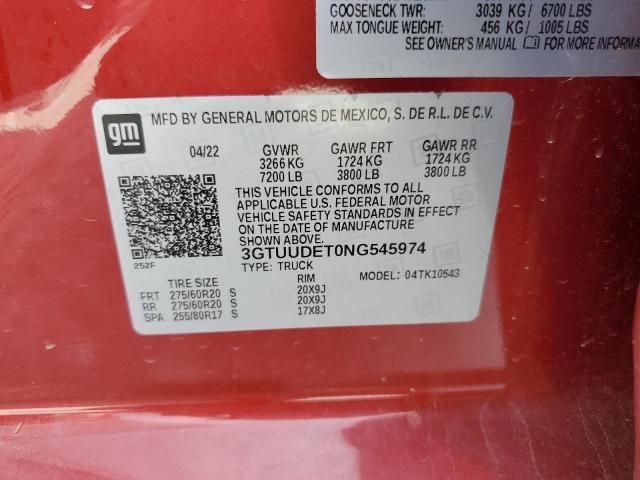 GOOSENECK TWR: 3039 KG/ 6700 LBS
MAX TONGUE WEIGHT: 456 KG/ 1005 LBS
SEE OWNER'S MANUAL FOR MORE INFORMA
gm
MFD BY GENERAL MOTORS DE MEXICO, S. DE R.L. DE C.V.
04/22 GVWR GAWR FRT GAWR RR
3266 KG 1724 KG 1724 KG
7200 LB 3800 LB 3800 LB
THIS VEHICLE CONFORMS TO ALL
APPLICABLE U.S. FEDERAL MOTOR
VEHICLE SAFETY STANDARDS IN EFFECT
ON THE DATE OF MANUFACTURE
SHOWN ABOVE.
252F
3GTUUDET0NG545974
TYPE: TRUCK MODEL: 04TK10543
TIRE SIZE RIM
FRT 275/60R20 S 20X9J
RR 275/60R20 S 20X9J
SPA 255/80R17 S 17X8J